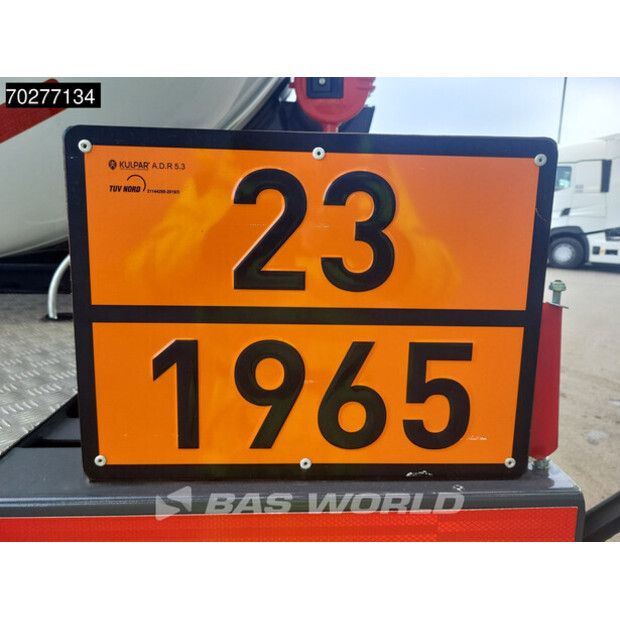 70277134
KULPAR A.D.R 5.3
TUV NORD
23
1965
BAS WORLD